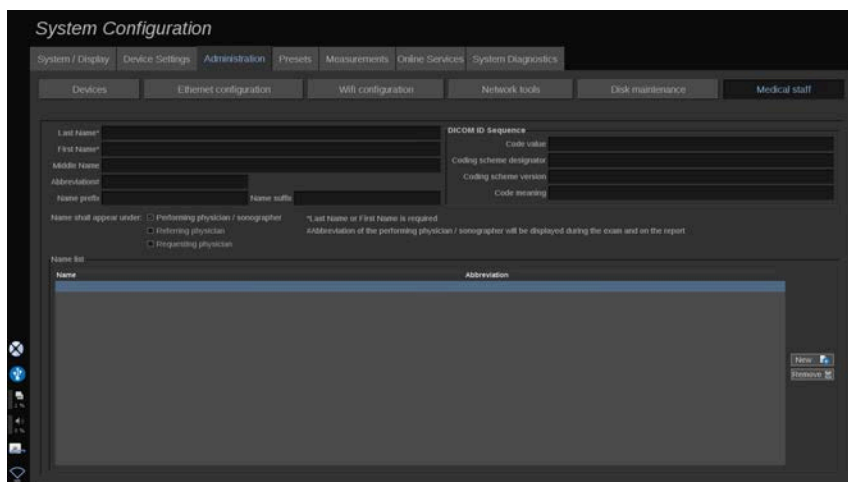 System Configuration
System / Display Device Settings Administration Presets Measurements Online Services System Diagnostics
Devices Ethernet configuration Wifi configuration Network tools Disk maintenance Medical staff
Last Name*
First Name*
Middle Name
Abbreviation#
Name prefix Name suffix
DICOM ID Sequence
Code value
Coding scheme designator
Coding scheme version
Code meaning
Name shall appear under: Performing physician / sonographer
Referring physician
Requesting physician
*Last Name or First Name is required
#Abbreviation of the performing physician / sonographer will be displayed during the exam and on the report
Name list
Name Abbreviation
New
Remove